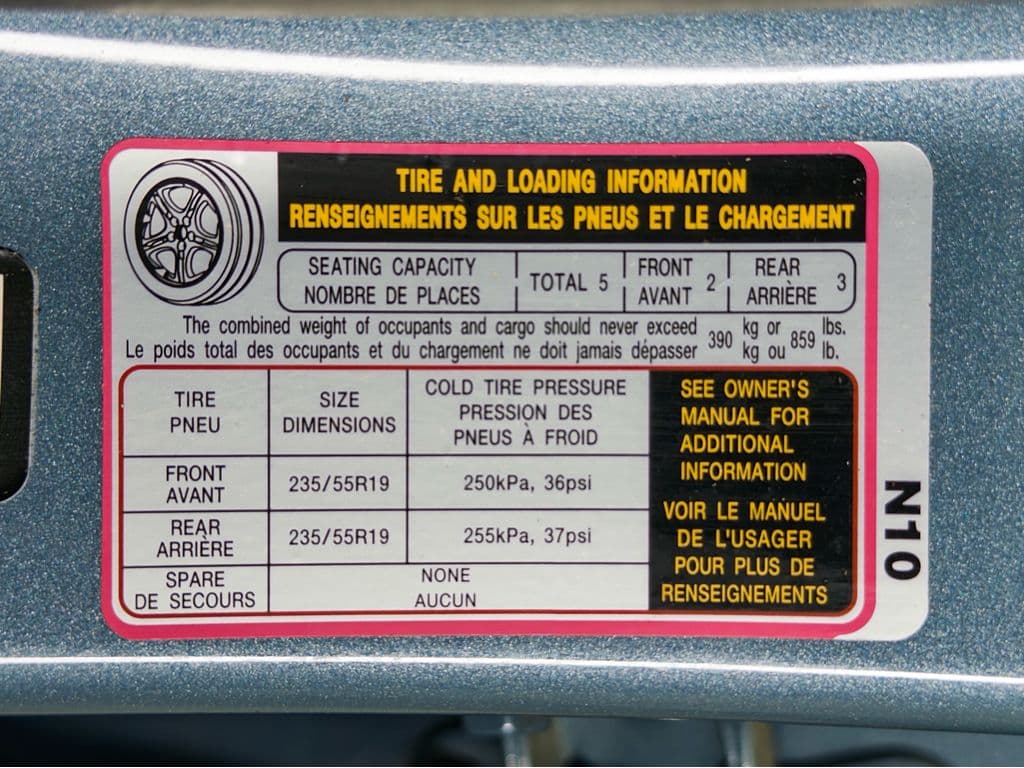 TIRE AND LOADING INFORMATION
RENSEIGNEMENTS SUR LES PNEUS ET LE CHARGEMENT
SEATING CAPACITY
NOMBRE DE PLACES
TOTAL 5
FRONT
AVANT
2
REAR
ARRIÈRE
3
The combined weight of occupants and cargo should never exceed 390 kg or 859 lbs.
Le poids total des occupants et du chargement ne doit jamais dépasser kg ou lb.
TIRE
PNEU
SIZE
DIMENSIONS
COLD TIRE PRESSURE
PRESSION DES
PNEUS À FROID
FRONT
AVANT
235/55R19
250kPa, 36psi
REAR
ARRIÈRE
235/55R19
255kPa, 37psi
SPARE
DE SECOURS
NONE
AUCUN
SEE OWNER'S
MANUAL FOR
ADDITIONAL
INFORMATION
VOIR LE MANUEL
DE L'USAGER
POUR PLUS DE
RENSEIGNEMENTS
N10